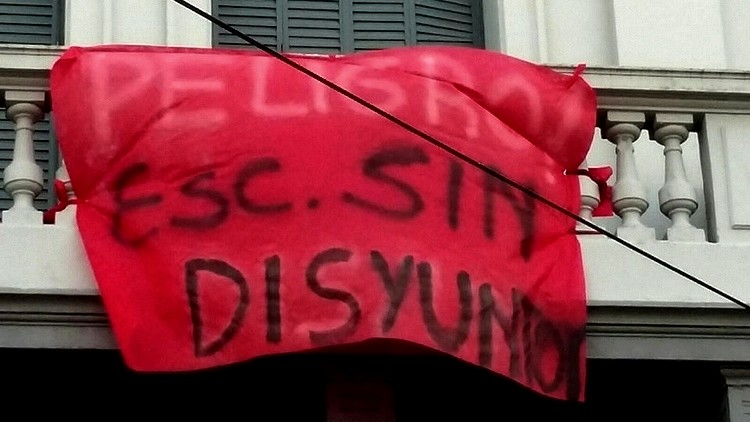 PELIGRO
ESC. SIN
DISYUNTOR